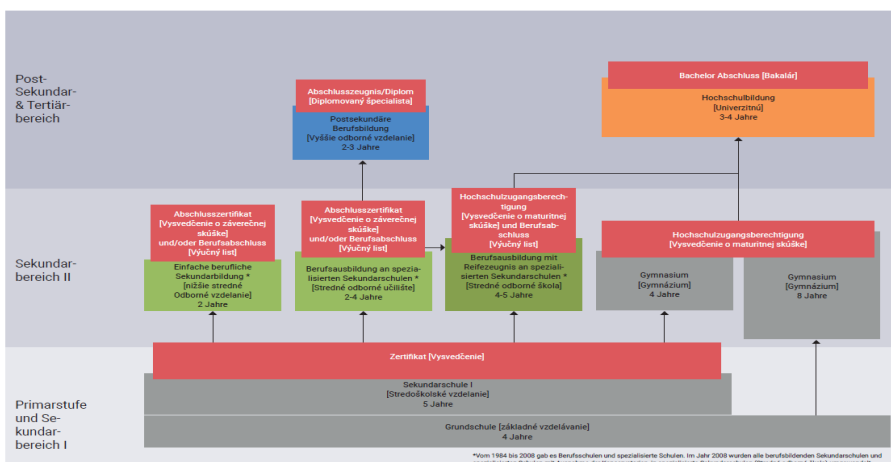 Post-
Sekundar-
& Tertiär-
bereich
Abschlusszeugnis/Diplom
[Diplomovaný špecialista]
Postsekundäre
Berufsbildung
[Vyššie odborné vzdelanie]
2-3 Jahre
Bachelor Abschluss [Bakalár]
Hochschulbildung
[Univerzitnú]
3-4 Jahre
Sekundar-
bereich II
Abschlusszertifikat
[Vysvedčenie o záverečnej
skúške]
und/oder Berufsabschluss
[Výučný list]
Einfache berufliche
Sekundarbildung *
[nižšie stredné
Odborné vzdelanie]
2 Jahre
Abschlusszertifikat
[Vysvedčenie o záverečnej
skúške]
und/oder Berufsabschluss
[Výučný list]
Berufsausbildung an spezia-
lisierten Sekundarschulen *
[Stredné odborné učilište]
2-4 Jahre
Hochschulzugangsberech-
tigung
[Vysvedčenie o maturitnej
skúške] und Berufsab-
schluss
[Výučný list]
Berufsausbildung mit
Reifezeugnis an speziali-
sierten Sekundarschulen *
[Stredné odborná škola]
4-5 Jahre
Hochschulzugangsberechtigung
[Vysvedčenie o maturitnej skúške]
Gymnasium
[Gymnázium]
4 Jahre
Gymnasium
[Gymnázium]
8 Jahre
Primarstufe
und Se-
kundar-
bereich I
Zertifikat [Vysvedčenie]
Sekundarschule I
[Stredoškolské vzdelanie]
5 Jahre
Grundschule [základné vzdelávanie]
4 Jahre
*Vom 1984 bis 2008 gab es Berufsschulen und spezialisierte Schulen. Im Jahr 2008 wurden alle berufsbildenden Sekundarschulen und